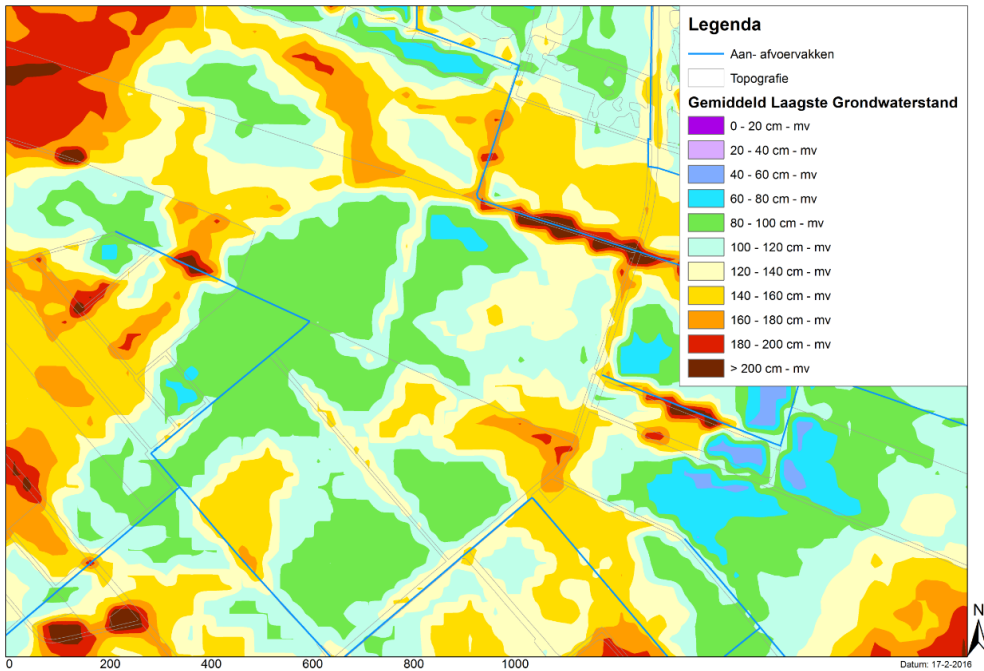 Legenda
Aan- afvoervakken
Topografie
Gemiddeld Laagste Grondwaterstand
0 - 20 cm - mv
20 - 40 cm - mv
40 - 60 cm - mv
60 - 80 cm - mv
80 - 100 cm - mv
100 - 120 cm - mv
120 - 140 cm - mv
140 - 160 cm - mv
160 - 180 cm - mv
180 - 200 cm - mv
> 200 cm - mv
N
0 200 400 600 800 1000
Datum: 17-2-2016